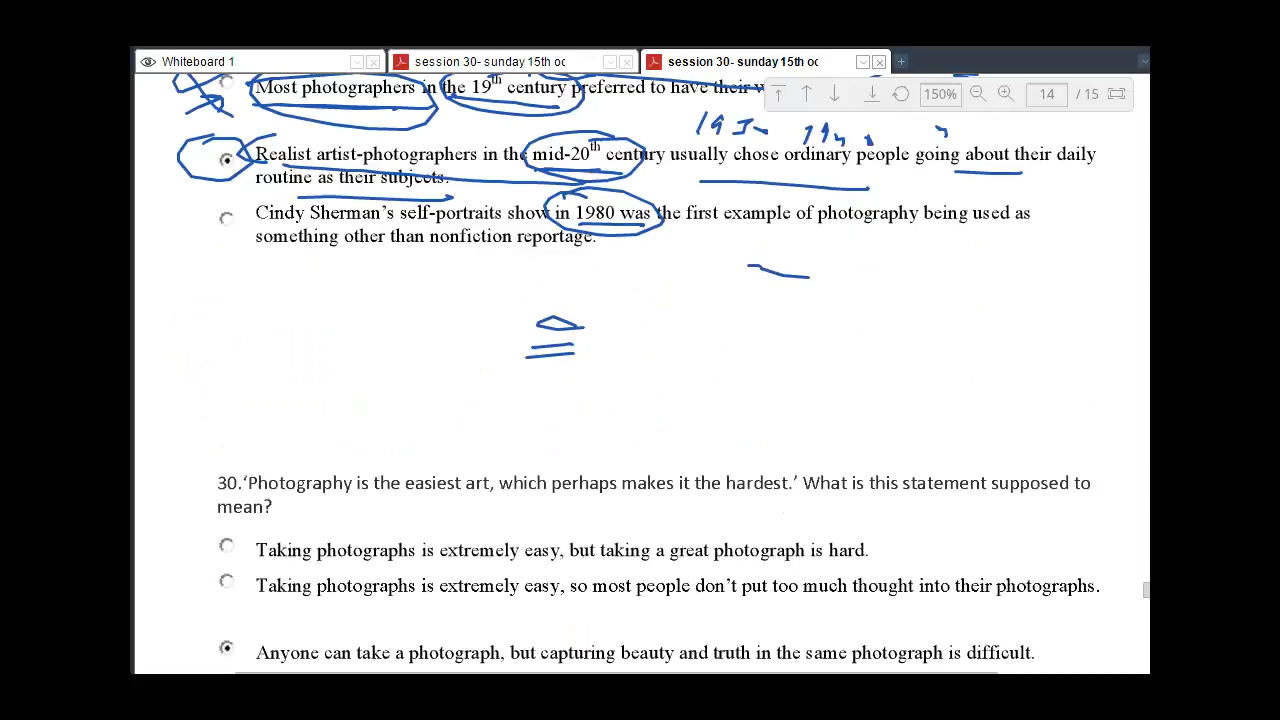 Whiteboard 1
session 30- sunday 15th oc
session 30- sunday 15th oc
150%
14
/ 15
Most photographers in the 19th century preferred to have their
Realist artist-photographers in the mid-20th century usually chose ordinary people going about their daily
routine as their subjects.
Cindy Sherman's self-portraits show in 1980 was the first example of photography being used as
something other than nonfiction reportage.
30.‘Photography is the easiest art, which perhaps makes it the hardest.’ What is this statement supposed to
mean?
Taking photographs is extremely easy, but taking a great photograph is hard.
Taking photographs is extremely easy, so most people don’t put too much thought into their photographs.
Anyone can take a photograph, but capturing beauty and truth in the same photograph is difficult.